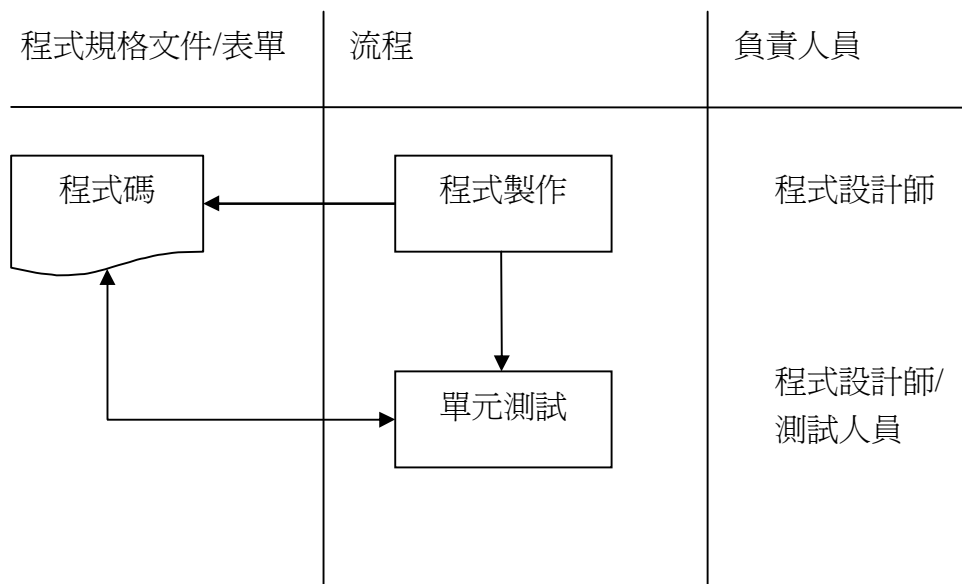 程式規格文件/表單
流程
負責人員
程式碼
程式製作
程式設計師
單元測試
程式設計師/
測試人員